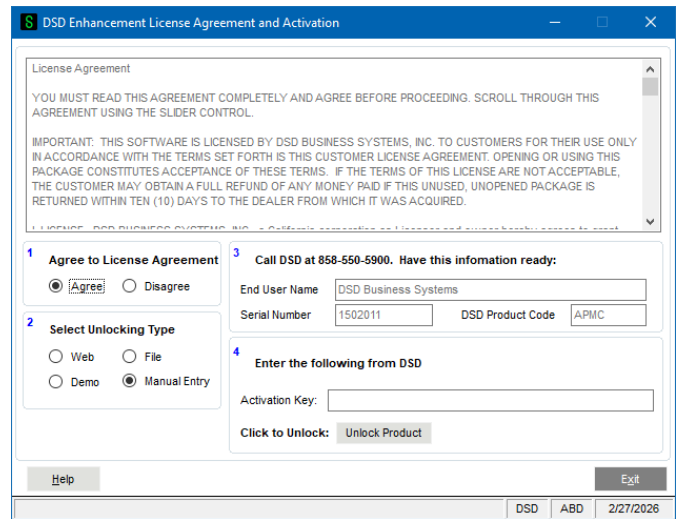 S DSD Enhancement License Agreement and Activation
License Agreement
YOU MUST READ THIS AGREEMENT COMPLETELY AND AGREE BEFORE PROCEEDING. SCROLL THROUGH THIS
AGREEMENT USING THE SLIDER CONTROL.
IMPORTANT: THIS SOFTWARE IS LICENSED BY DSD BUSINESS SYSTEMS, INC. TO CUSTOMERS FOR THEIR USE ONLY
IN ACCORDANCE WITH THE TERMS SET FORTH IS THIS CUSTOMER LICENSE AGREEMENT. OPENING OR USING THIS
PACKAGE CONSTITUTES ACCEPTANCE OF THESE TERMS. IF THE TERMS OF THIS LICENSE ARE NOT ACCEPTABLE,
THE CUSTOMER MAY OBTAIN A FULL REFUND OF ANY MONEY PAID IF THIS UNUSED, UNOPENED PACKAGE IS
RETURNED WITHIN TEN (10) DAYS TO THE DEALER FROM WHICH IT WAS ACQUIRED.
1 Agree to License Agreement
Agree Disagree
2 Select Unlocking Type
Web File
Demo Manual Entry
3 Call DSD at 858-550-5900. Have this infomation ready:
End User Name DSD Business Systems
Serial Number 1502011 DSD Product Code APMC
4 Enter the following from DSD
Activation Key:
Click to Unlock: Unlock Product
Help Exit
DSD ABD 2/27/2026